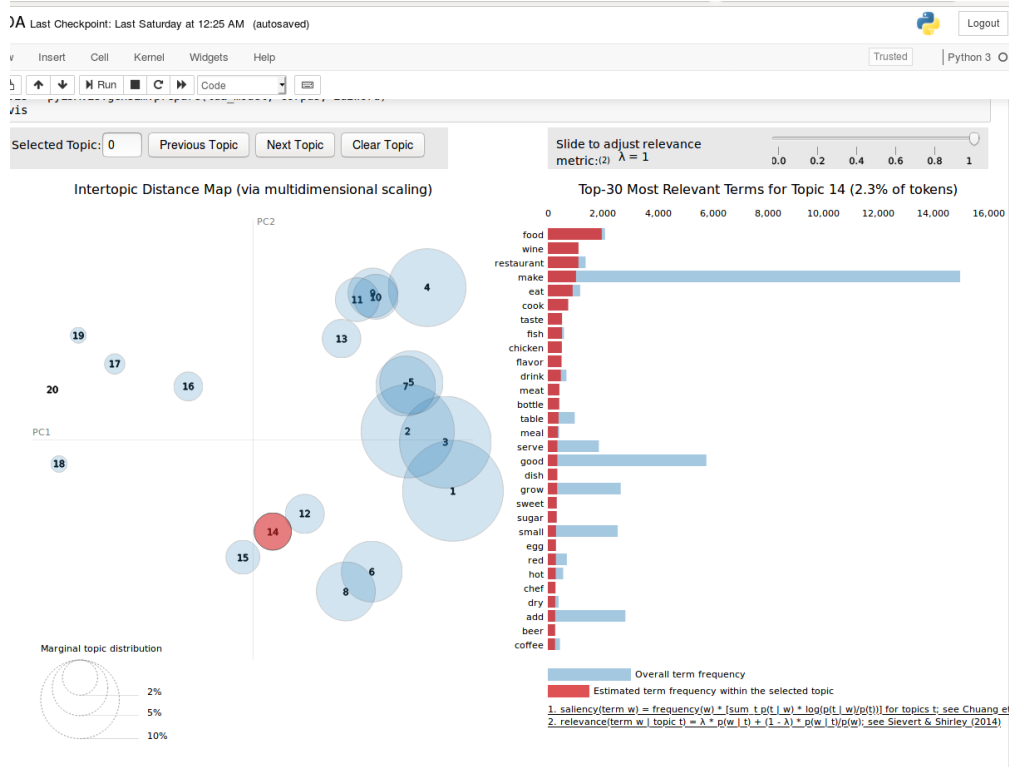 DA Last Checkpoint: Last Saturday at 12:25 AM (autosaved)
Logout
Insert Cell Kernel Widgets Help
Trusted
Python 3
Run
Code
vis
Selected Topic: 0
Previous Topic
Next Topic
Clear Topic
Slide to adjust relevance
metric:(2) λ = 1
0.0 0.2 0.4 0.6 0.8 1
Intertopic Distance Map (via multidimensional scaling)
PC2
PC1
4
9
10
11
13
19
17
20
16
5
7
2
3
18
1
12
14
15
6
8
Marginal topic distribution
2%
5%
10%
Top-30 Most Relevant Terms for Topic 14 (2.3% of tokens)
0 2,000 4,000 6,000 8,000 10,000 12,000 14,000 16,000
food
wine
restaurant
make
eat
cook
taste
fish
chicken
flavor
drink
meat
bottle
table
meal
serve
good
dish
grow
sweet
sugar
small
egg
red
hot
chef
dry
add
beer
coffee
Overall term frequency
Estimated term frequency within the selected topic
1. saliency(term w) = frequency(w) * [sum_t p(t | w) * log(p(t | w)/p(t))] for topics t; see Chuang et
2. relevance(term w | topic t) = λ * p(w | t) + (1 - λ) * p(w | t)/p(w); see Sievert & Shirley (2014)